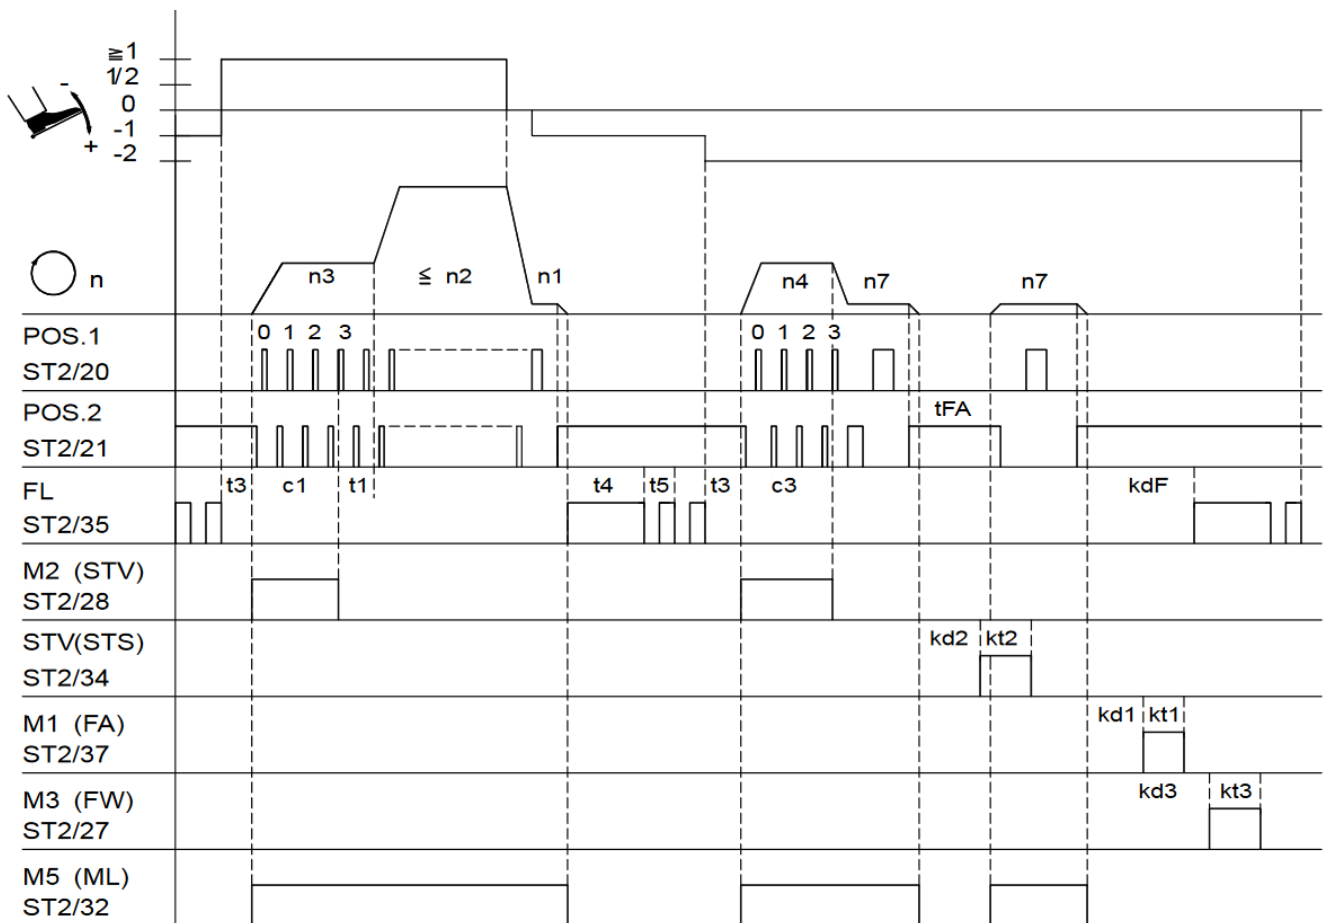 ≧1
1/2
0
-1
-2
-
+
n
n3
≦ n2
n1
n4
n7
n7
POS.1
ST2/20
0 1 2 3
0 1 2 3
POS.2
ST2/21
tFA
FL
ST2/35
t3
c1
t1
t4
t5
t3
c3
kdF
M2 (STV)
ST2/28
STV(STS)
ST2/34
kd2
kt2
M1 (FA)
ST2/37
kd1
kt1
M3 (FW)
ST2/27
kd3
kt3
M5 (ML)
ST2/32